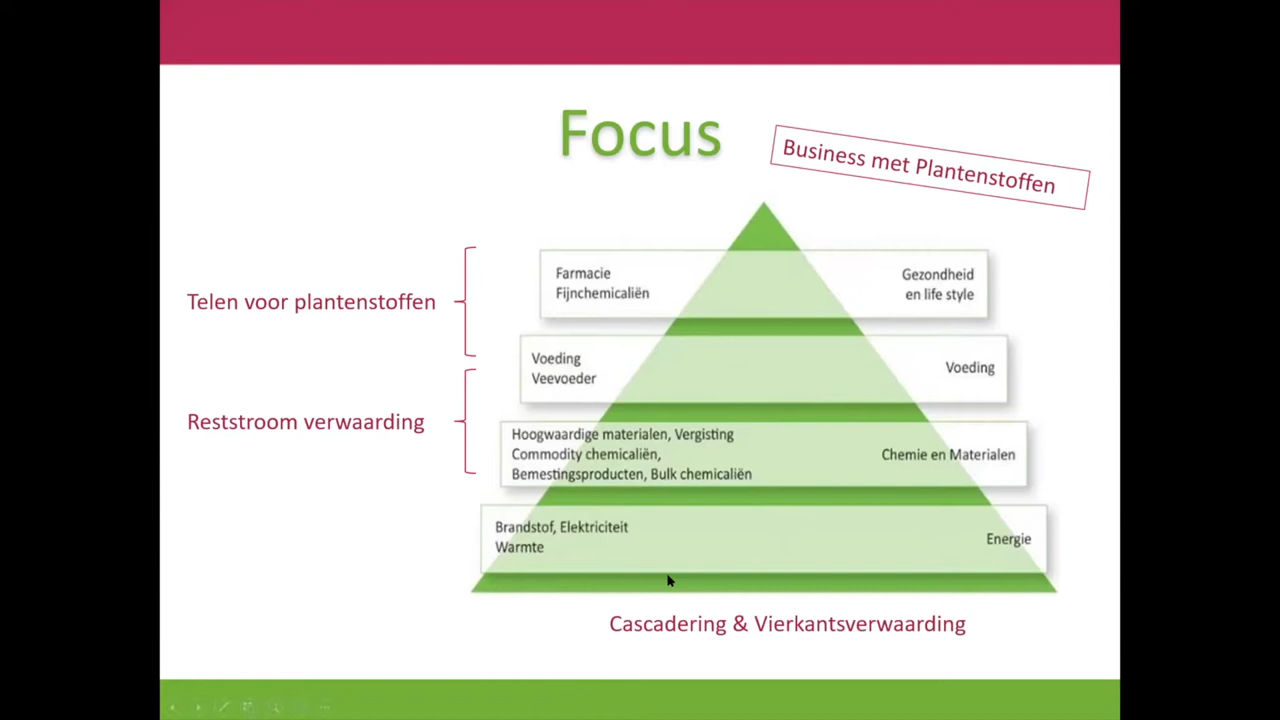 Focus
Business met Plantenstoffen
Telen voor plantenstoffen
Reststroom verwaarding
Farmacie
Fijnchemicaliën
Gezondheid
en life style
Voeding
Veevoeder
Voeding
Hoogwaardige materialen, Vergisting
Commodity chemicaliën,
Bemestingsproducten, Bulk chemicaliën
Chemie en Materialen
Brandstof, Elektriciteit
Warmte
Energie
Cascadering & Vierkantsverwaarding